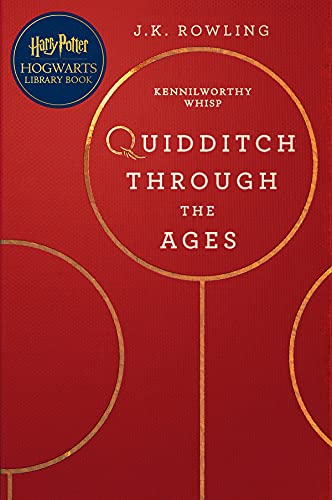 J.K. ROWLING
Harry Potter
HOGWARTS
LIBRARY BOOK
KENNILWORTHY
WHISP
QUIDDITCH
THROUGH
THE
AGES